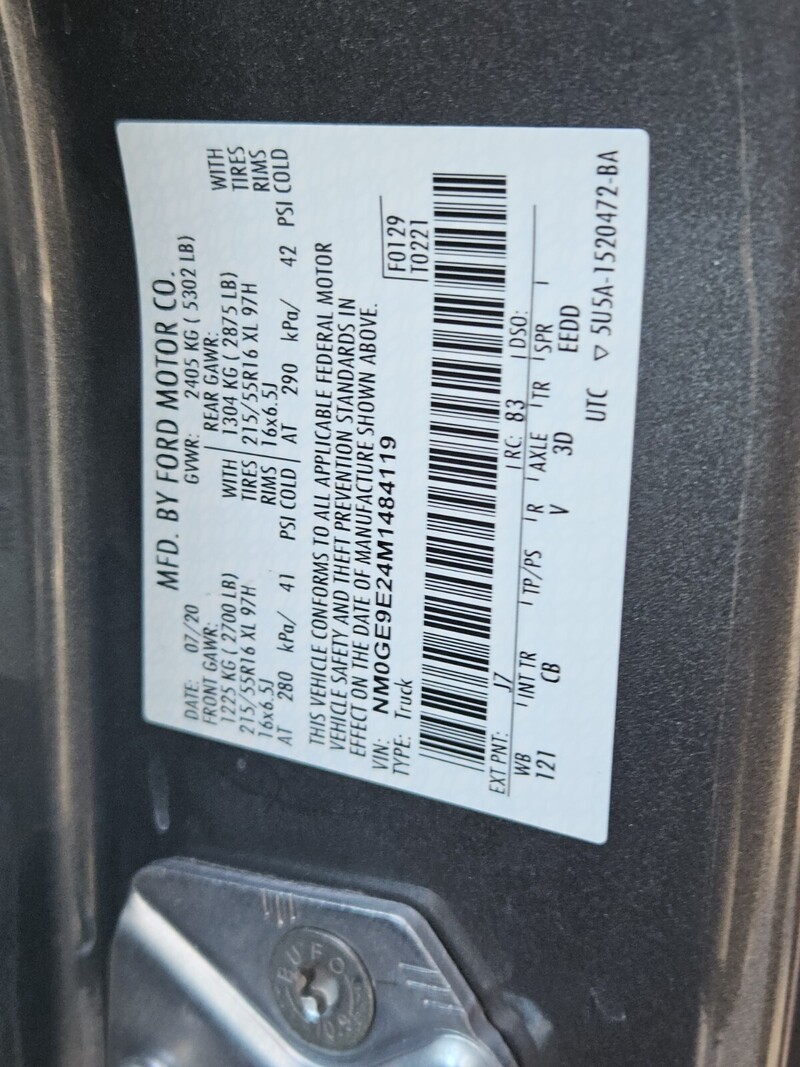 MFD. BY FORD MOTOR CO.
DATE: 07/20 GVWR: 2405 KG ( 5302 LB)
FRONT GAWR: REAR GAWR:
1225 KG ( 2700 LB) WITH 1304 KG ( 2875 LB) WITH
215/55R16 XL 97H TIRES 215/55R16 XL 97H TIRES
16x6.5J RIMS 16x6.5J RIMS
AT 280 kPa/ 41 PSI COLD AT 290 kPa/ 42 PSI COLD
THIS VEHICLE CONFORMS TO ALL APPLICABLE FEDERAL MOTOR
VEHICLE SAFETY AND THEFT PREVENTION STANDARDS IN
EFFECT ON THE DATE OF MANUFACTURE SHOWN ABOVE.
VIN: NM0GE9E24M1484119
TYPE: Truck
F0129
T0221
EXT PNT: J7 RC: 83 DSO:
WB INT TR TP/PS R AXLE TR SPR
121 CB V 3D EEDD
UTC ▽ 5U5A-1520472-BA
BUFO